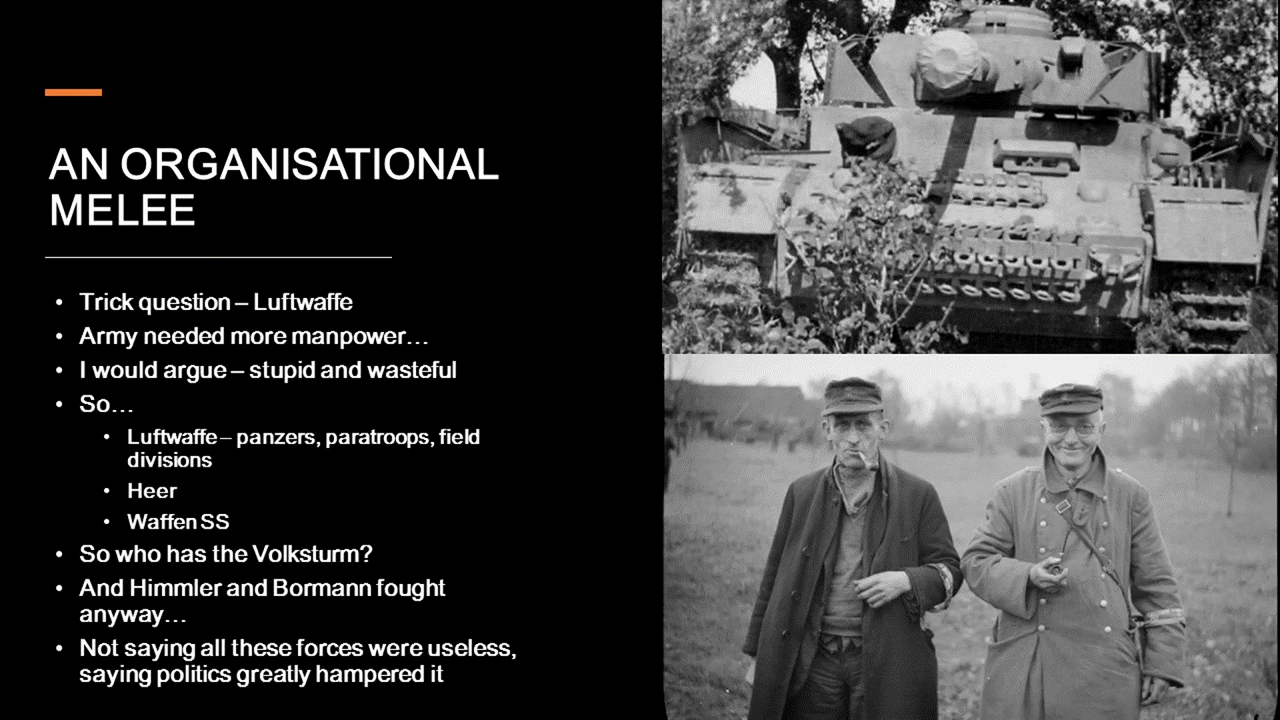 AN ORGANISATIONAL
MELEE
• Trick question – Luftwaffe
• Army needed more manpower…
• I would argue – stupid and wasteful
• So…
• Luftwaffe – panzers, paratroops, field
divisions
• Heer
• Waffen SS
• So who has the Volksturm?
• And Himmler and Bormann fought
anyway…
• Not saying all these forces were useless,
saying politics greatly hampered it